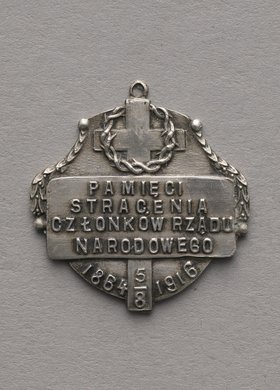 PAMIĘCI
STRACENIA
CZŁONKÓW RZĄDU
NARODOWEGO
1864 5/8 1916